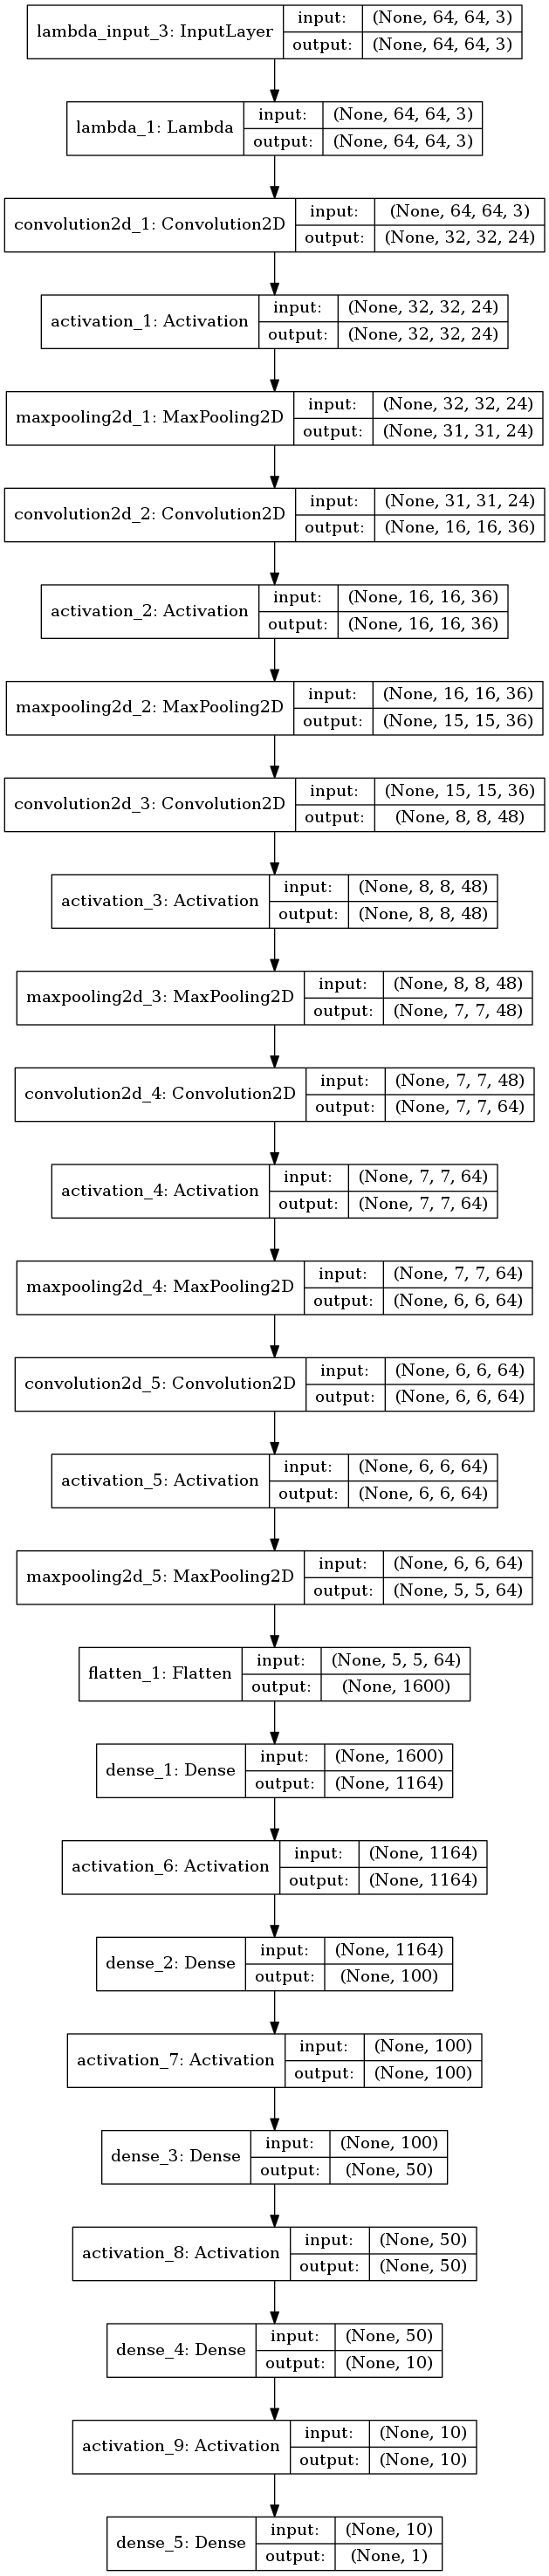 lambda_input_3: InputLayer
input: (None, 64, 64, 3)
output: (None, 64, 64, 3)
lambda_1: Lambda
input: (None, 64, 64, 3)
output: (None, 64, 64, 3)
convolution2d_1: Convolution2D
input: (None, 64, 64, 3)
output: (None, 32, 32, 24)
activation_1: Activation
input: (None, 32, 32, 24)
output: (None, 32, 32, 24)
maxpooling2d_1: MaxPooling2D
input: (None, 32, 32, 24)
output: (None, 31, 31, 24)
convolution2d_2: Convolution2D
input: (None, 31, 31, 24)
output: (None, 16, 16, 36)
activation_2: Activation
input: (None, 16, 16, 36)
output: (None, 16, 16, 36)
maxpooling2d_2: MaxPooling2D
input: (None, 16, 16, 36)
output: (None, 15, 15, 36)
convolution2d_3: Convolution2D
input: (None, 15, 15, 36)
output: (None, 8, 8, 48)
activation_3: Activation
input: (None, 8, 8, 48)
output: (None, 8, 8, 48)
maxpooling2d_3: MaxPooling2D
input: (None, 8, 8, 48)
output: (None, 7, 7, 48)
convolution2d_4: Convolution2D
input: (None, 7, 7, 48)
output: (None, 7, 7, 64)
activation_4: Activation
input: (None, 7, 7, 64)
output: (None, 7, 7, 64)
maxpooling2d_4: MaxPooling2D
input: (None, 7, 7, 64)
output: (None, 6, 6, 64)
convolution2d_5: Convolution2D
input: (None, 6, 6, 64)
output: (None, 6, 6, 64)
activation_5: Activation
input: (None, 6, 6, 64)
output: (None, 6, 6, 64)
maxpooling2d_5: MaxPooling2D
input: (None, 6, 6, 64)
output: (None, 5, 5, 64)
flatten_1: Flatten
input: (None, 5, 5, 64)
output: (None, 1600)
dense_1: Dense
input: (None, 1600)
output: (None, 1164)
activation_6: Activation
input: (None, 1164)
output: (None, 1164)
dense_2: Dense
input: (None, 1164)
output: (None, 100)
activation_7: Activation
input: (None, 100)
output: (None, 100)
dense_3: Dense
input: (None, 100)
output: (None, 50)
activation_8: Activation
input: (None, 50)
output: (None, 50)
dense_4: Dense
input: (None, 50)
output: (None, 10)
activation_9: Activation
input: (None, 10)
output: (None, 10)
dense_5: Dense
input: (None, 10)
output: (None, 1)